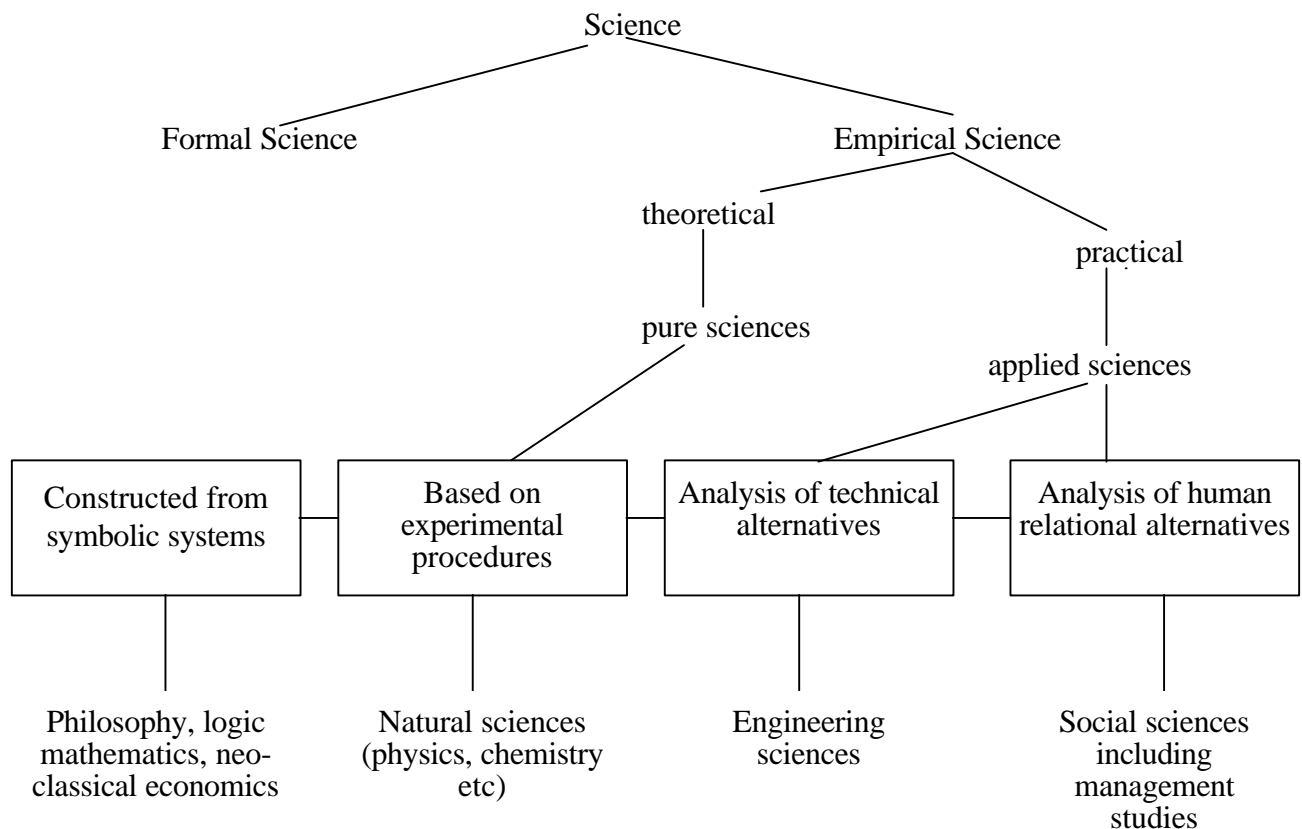 Science
Formal Science
Empirical Science
theoretical
practical
pure sciences
applied sciences
Constructed from
symbolic systems
Based on
experimental
procedures
Analysis of technical
alternatives
Analysis of human
relational alternatives
Philosophy, logic
mathematics, neo-
classical economics
Natural sciences
(physics, chemistry
etc)
Engineering
sciences
Social sciences
including
management
studies